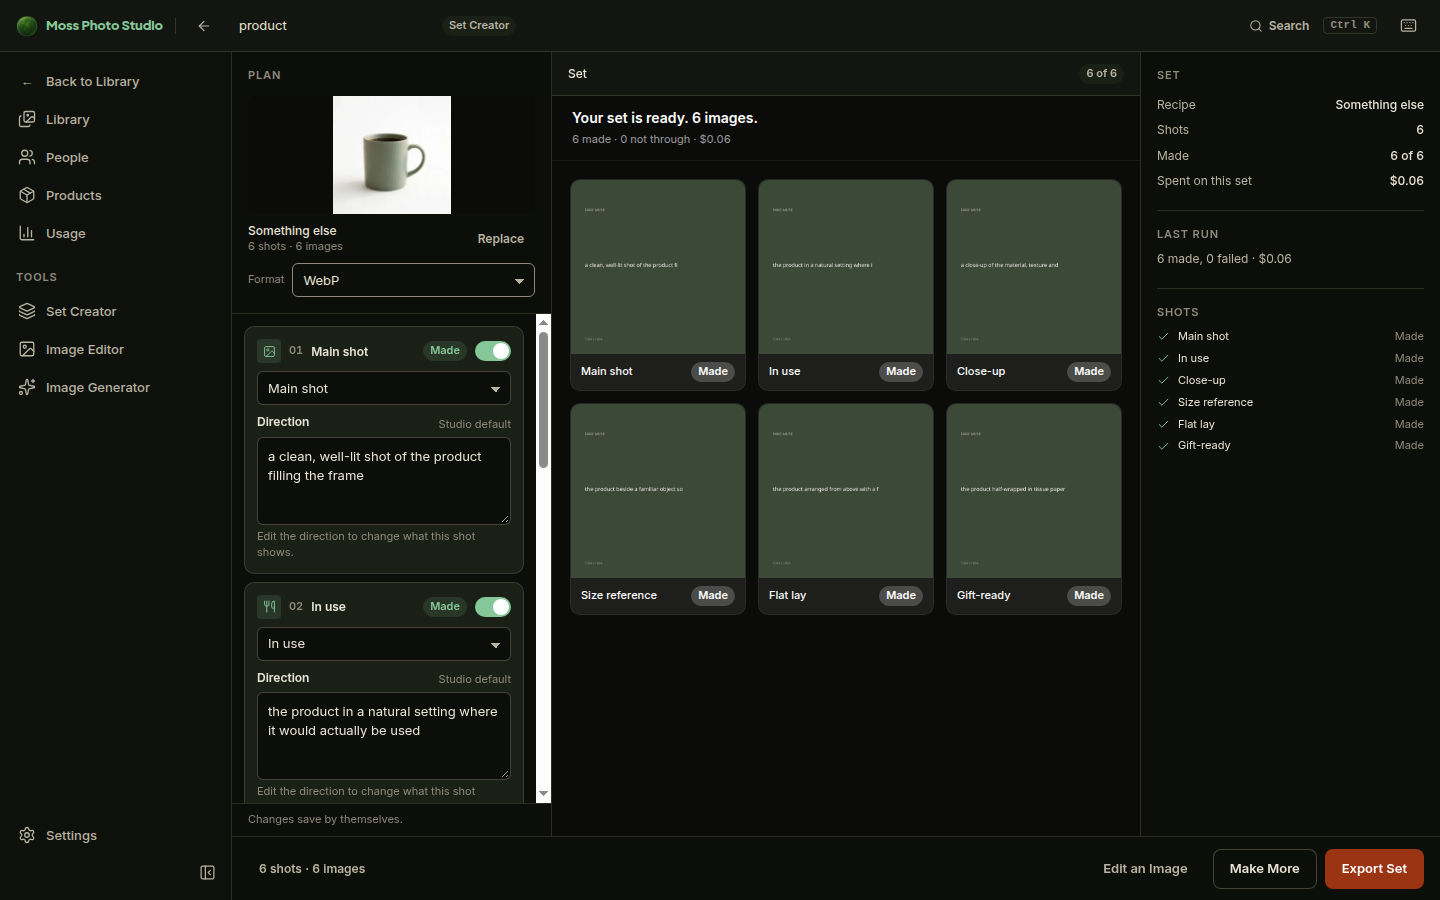 Moss Photo Studio
product
Set Creator
Search
Ctrl K
← Back to Library
Library
People
Products
Usage
TOOLS
Set Creator
Image Editor
Image Generator
Settings
PLAN
Something else
6 shots · 6 images
Replace
Format
WebP
01 Main shot
Made
Main shot
Direction
Studio default
a clean, well-lit shot of the product
filling the frame
Edit the direction to change what this shot
shows.
02 In use
Made
In use
Direction
Studio default
the product in a natural setting where
it would actually be used
Edit the direction to change what this shot
Changes save by themselves.
Set
6 of 6
Your set is ready. 6 images.
6 made · 0 not through · $0.06
a clean, well-lit shot of the product fi
the product in a natural setting where i
a close-up of the material, texture and
Main shot
Made
In use
Made
Close-up
Made
the product beside a familiar object so
the product arranged from above with a f
the product half-wrapped in tissue paper
Size reference
Made
Flat lay
Made
Gift-ready
Made
SET
Recipe
Something else
Shots
6
Made
6 of 6
Spent on this set
$0.06
LAST RUN
6 made, 0 failed · $0.06
SHOTS
Main shot
Made
In use
Made
Close-up
Made
Size reference
Made
Flat lay
Made
Gift-ready
Made
6 shots · 6 images
Edit an Image
Make More
Export Set